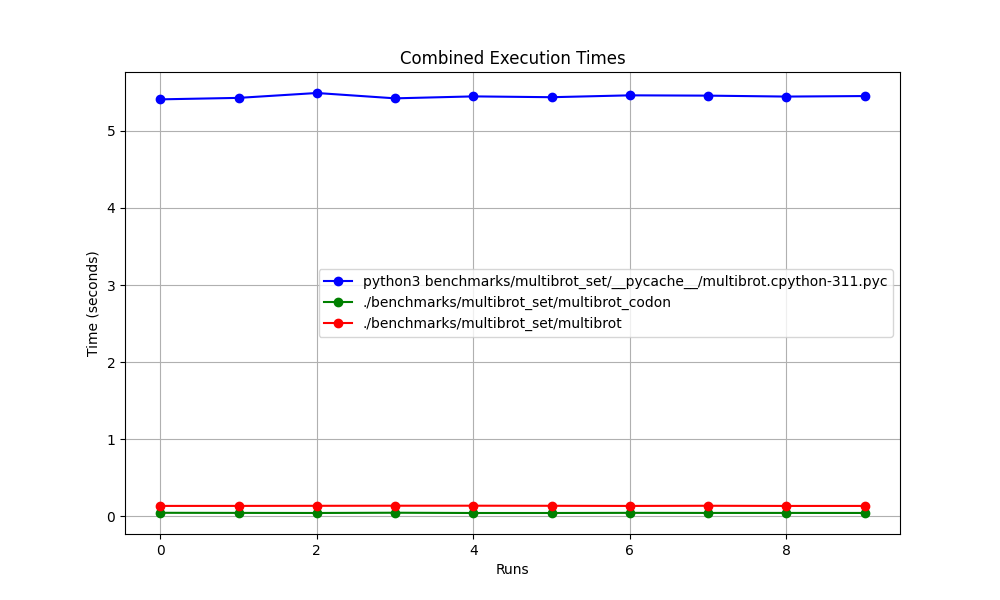 Combined Execution Times
Time (seconds)
5
4
3
2
1
0
python3 benchmarks/multibrot_set/__pycache__/multibrot.cpython-311.pyc
./benchmarks/multibrot_set/multibrot_codon
./benchmarks/multibrot_set/multibrot
0 2 4 6 8
Runs